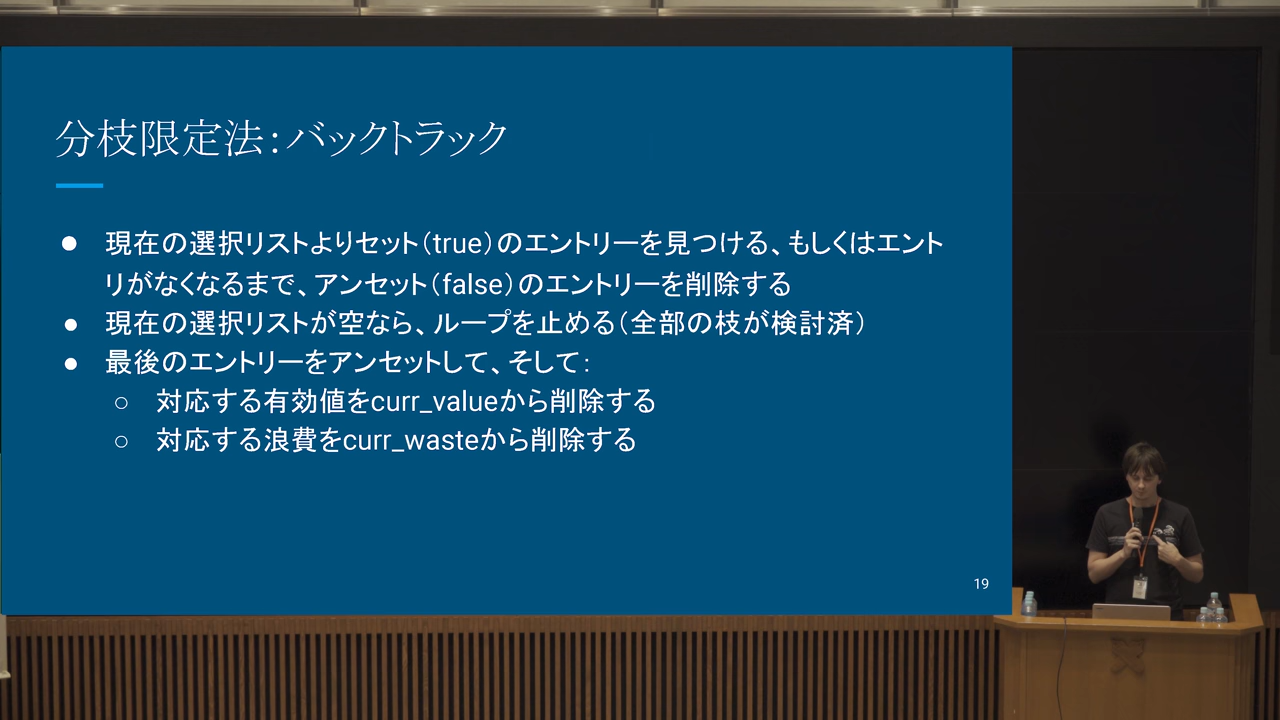 分枝限定法：バックトラック
● 現在の選択リストよりセット（true）のエントリーを見つける、もしくはエント
リがなくなるまで、アンセット（false）のエントリーを削除する
● 現在の選択リストが空なら、ループを止める（全部の枝が検討済）
● 最後のエントリーをアンセットして、そして：
○ 対応する有効値をcurr_valueから削除する
○ 対応する浪費をcurr_wasteから削除する
19